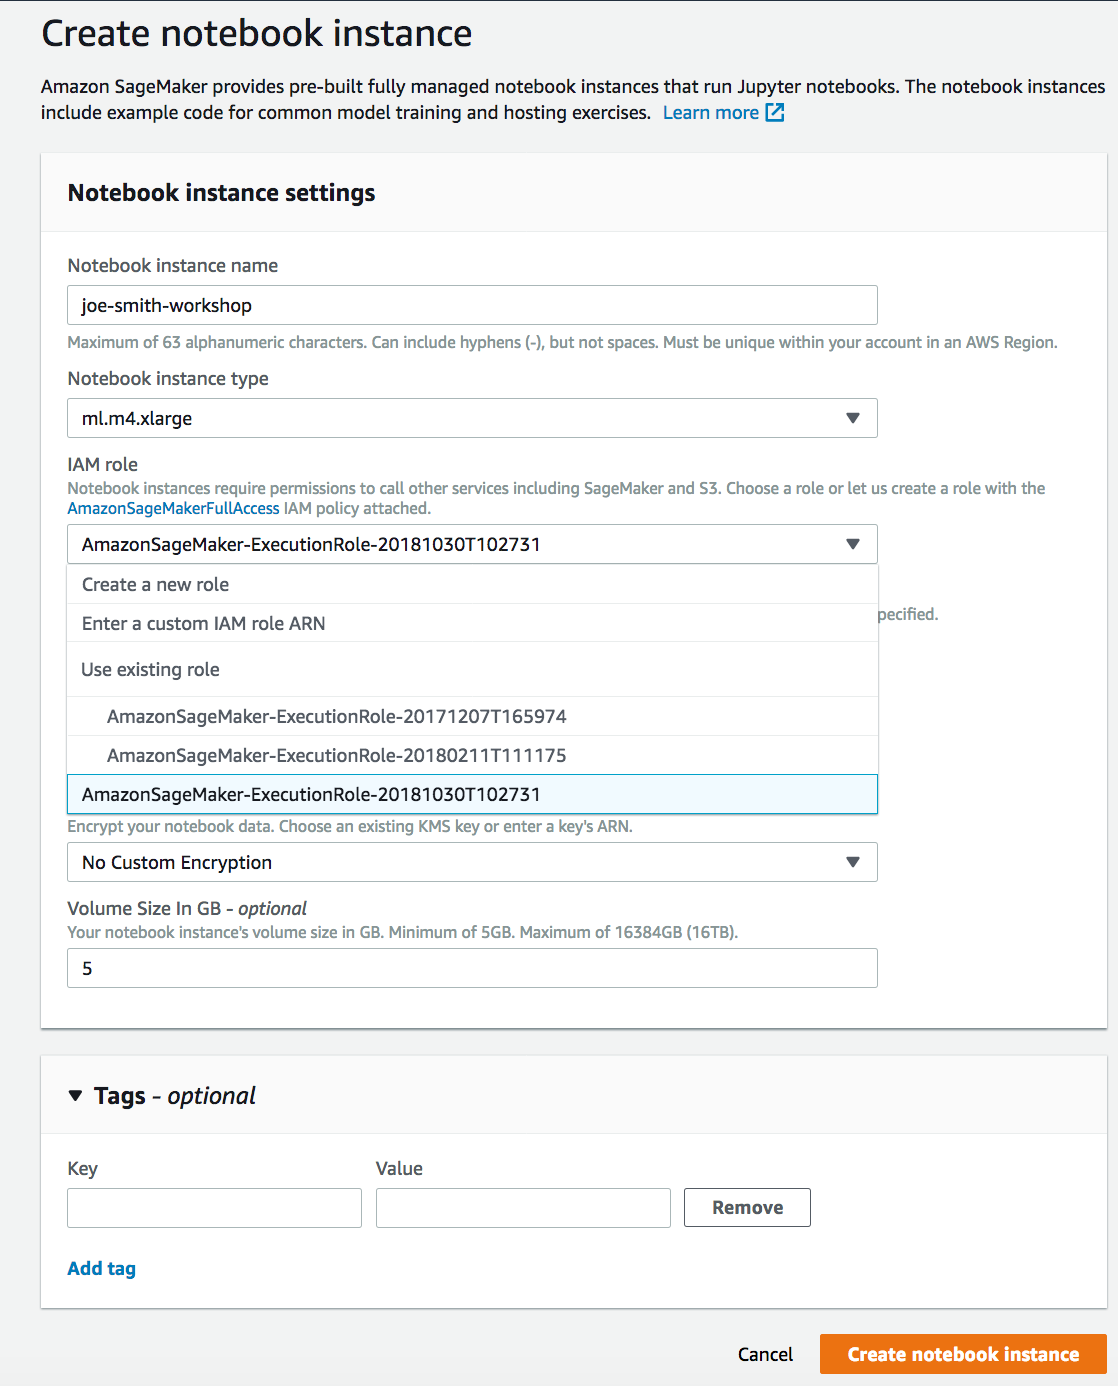 Create notebook instance
Amazon SageMaker provides pre-built fully managed notebook instances that run Jupyter notebooks. The notebook instances
include example code for common model training and hosting exercises. Learn more
Notebook instance settings
Notebook instance name
joe-smith-workshop
Maximum of 63 alphanumeric characters. Can include hyphens (-), but not spaces. Must be unique within your account in an AWS Region.
Notebook instance type
ml.m4.xlarge
IAM role
Notebook instances require permissions to call other services including SageMaker and S3. Choose a role or let us create a role with the
AmazonSageMakerFullAccess IAM policy attached.
AmazonSageMaker-ExecutionRole-20181030T102731
Create a new role
pecified.
Enter a custom IAM role ARN
Use existing role
AmazonSageMaker-ExecutionRole-20171207T165974
AmazonSageMaker-ExecutionRole-20180211T111175
AmazonSageMaker-ExecutionRole-20181030T102731
Encrypt your notebook data. Choose an existing KMS key or enter a key's ARN.
No Custom Encryption
Volume Size In GB - optional
Your notebook instance's volume size in GB. Minimum of 5GB. Maximum of 16384GB (16TB).
5
Tags - optional
Key Value
Remove
Add tag
Cancel Create notebook instance